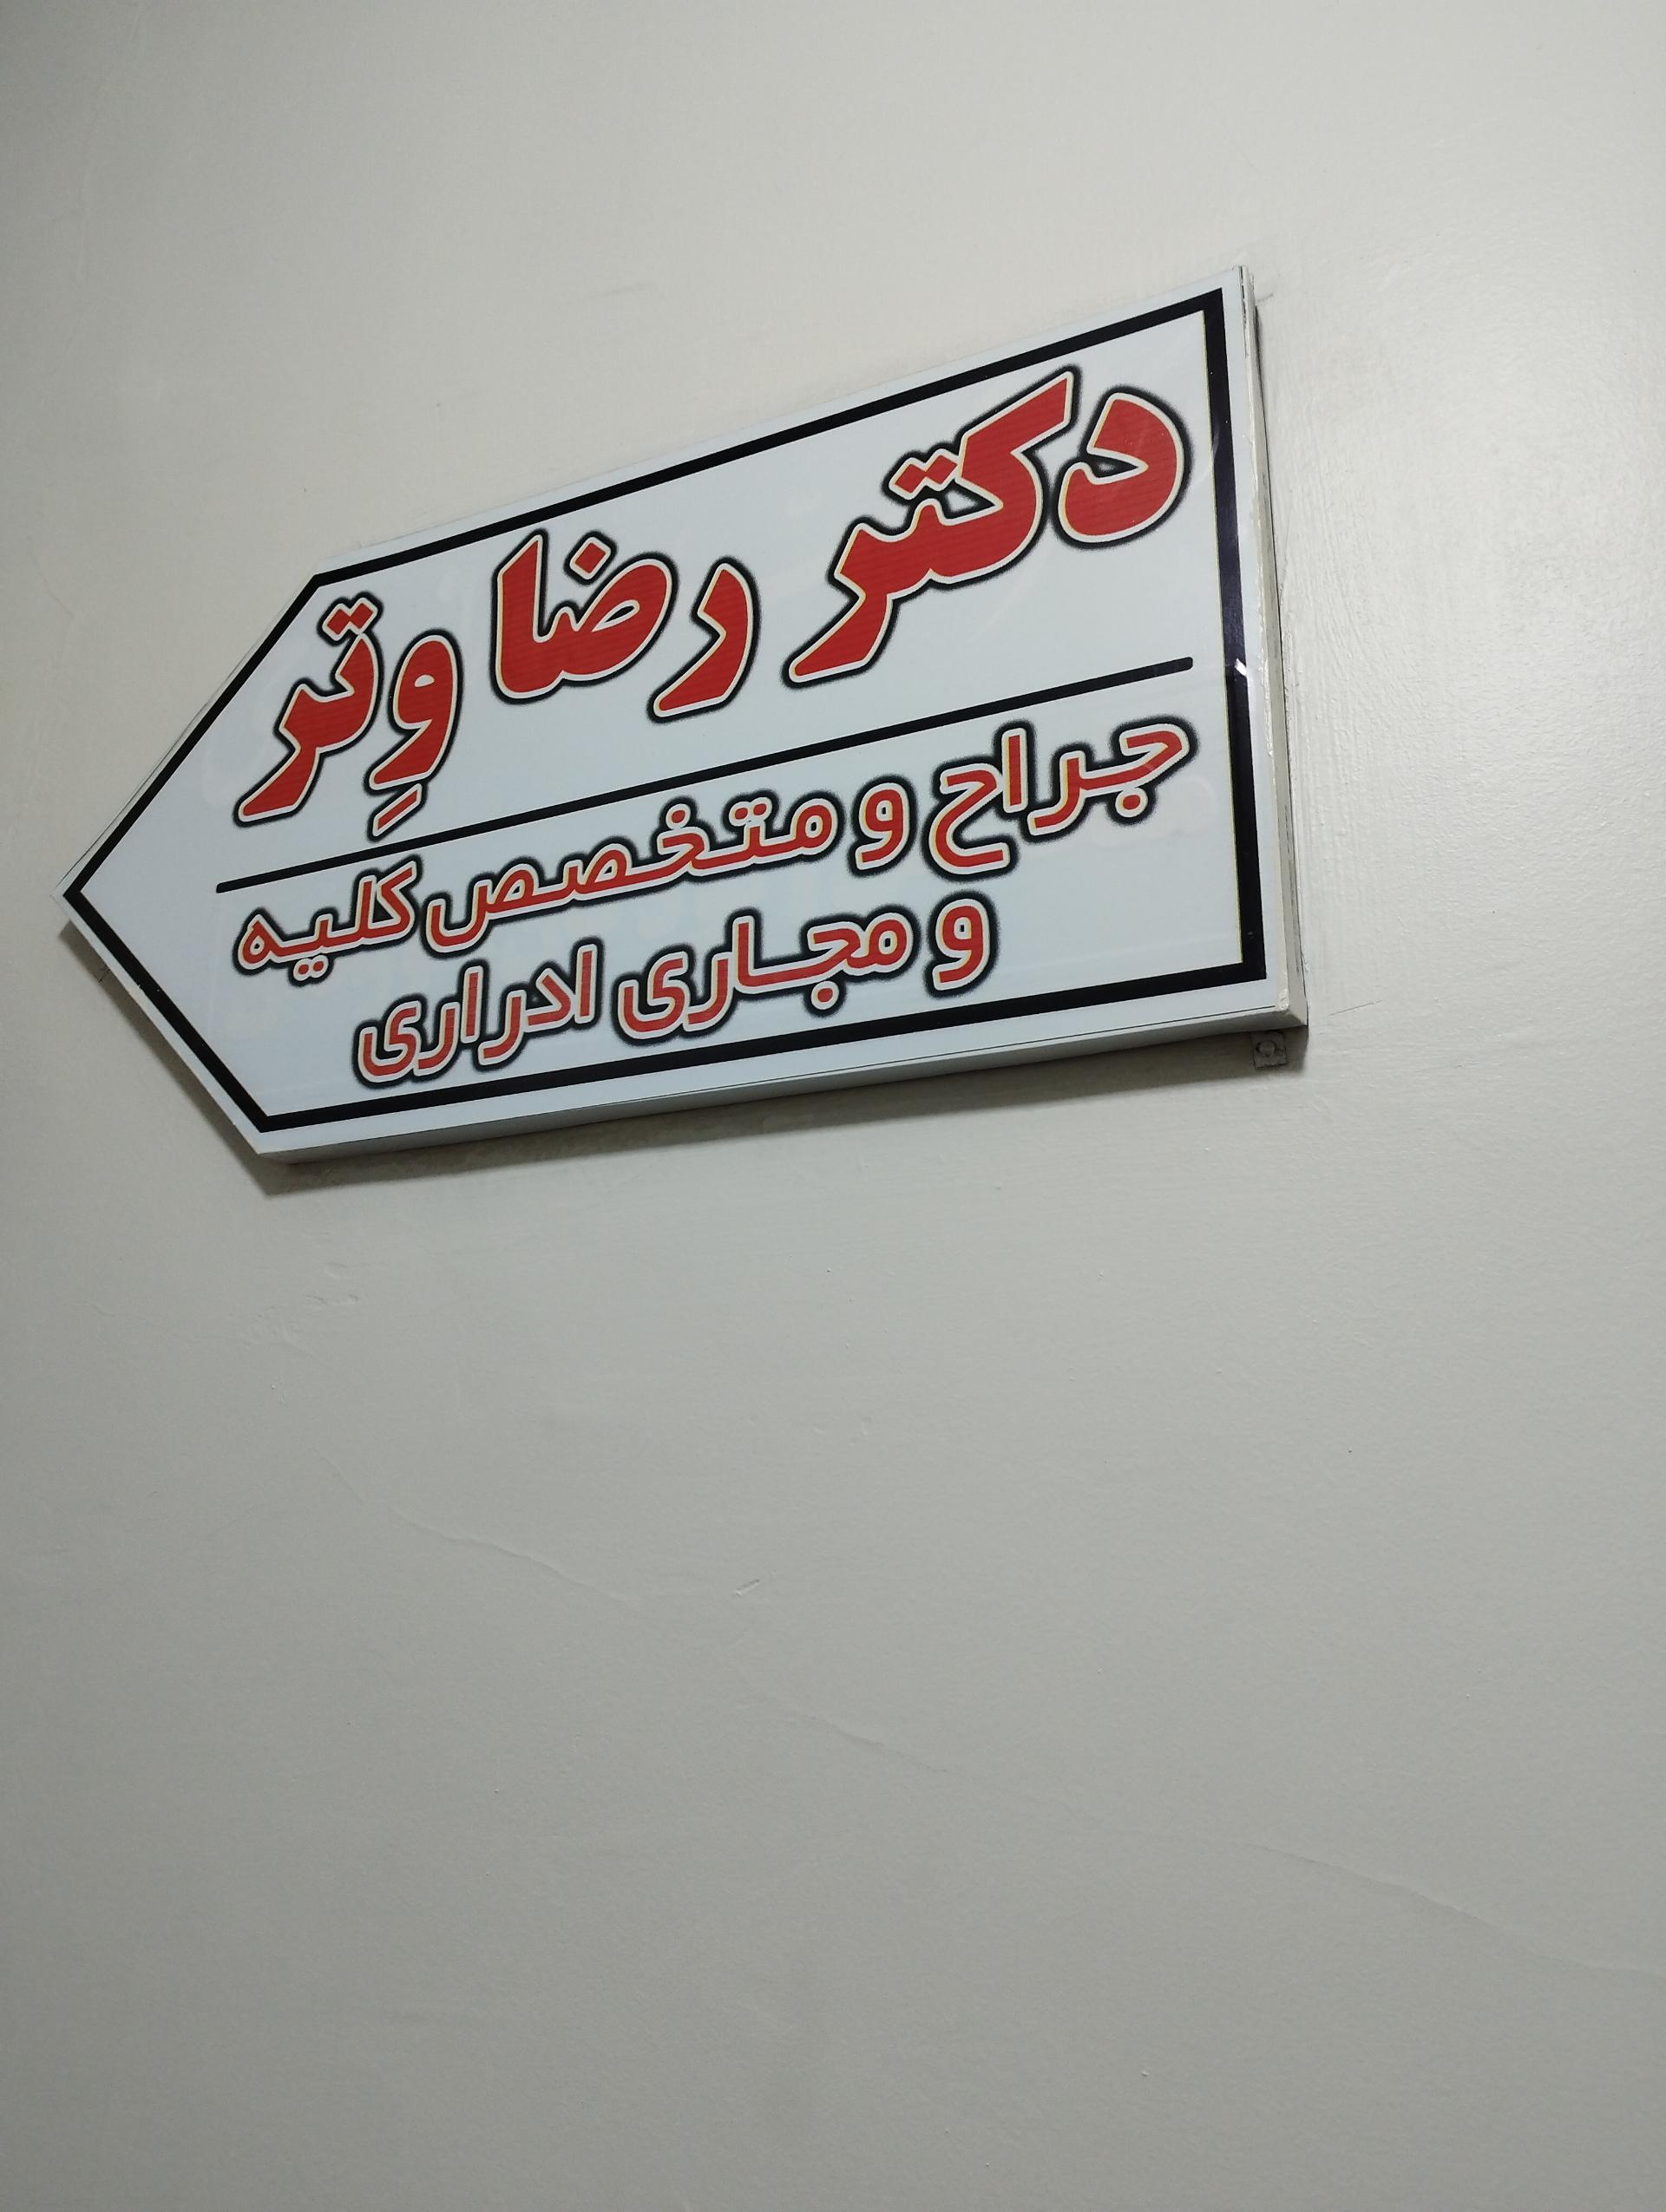 دکتر رضا وِتر
جراح و متخصص کلیه
و مجاری ادراری